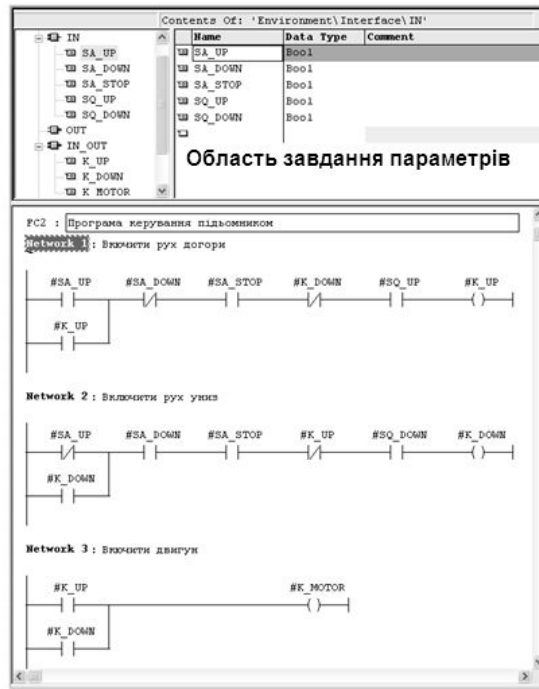 Contents Of: 'Environment\Interface\IN'
IN
SA_UP
SA_DOWN
SA_STOP
SQ_UP
SQ_DOWN
OUT
IN_OUT
K_UP
K_DOWN
K_MOTOR
Name Data Type Comment
SA_UP Bool
SA_DOWN Bool
SA_STOP Bool
SQ_UP Bool
SQ_DOWN Bool
Область завдання параметрів
FC2 : Програма керування підьомником
Network 1 : Включити рух догори
#SA_UP #SA_DOWN #SA_STOP #K_DOWN #SQ_UP #K_UP
#K_UP
Network 2 : Включити рух униз
#SA_UP #SA_DOWN #SA_STOP #K_UP #SQ_DOWN #K_DOWN
#K_DOWN
Network 3 : Включити двигун
#K_UP #K_MOTOR
#K_DOWN